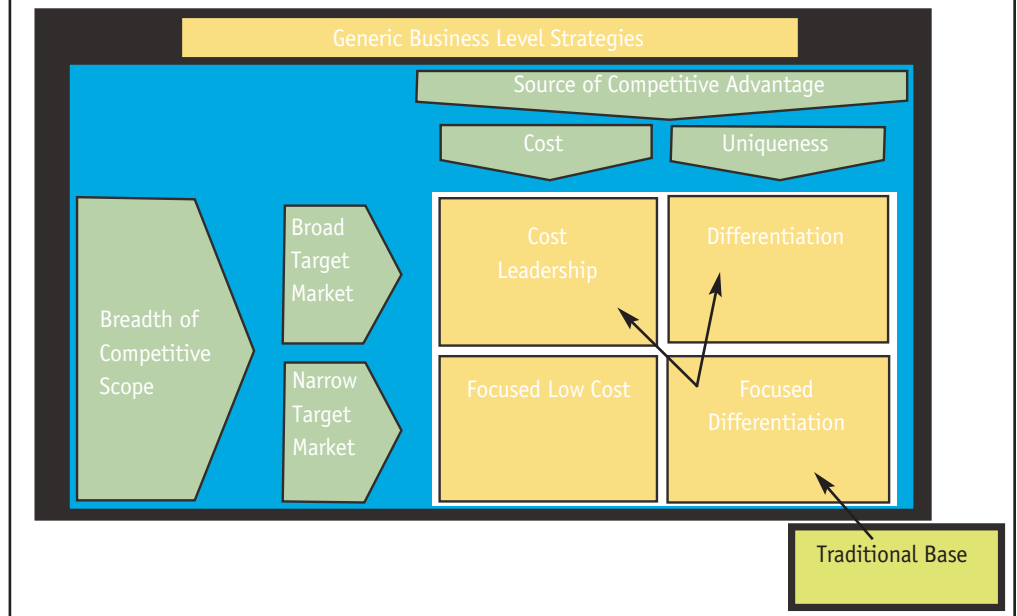 Generic Business Level Strategies
Source of Competitive Advantage
Cost
Uniqueness
Broad
Target
Market
Cost
Leadership
Differentiation
Breadth of
Competitive
Scope
Narrow
Target
Market
Focused Low Cost
Focused
Differentiation
Traditional Base